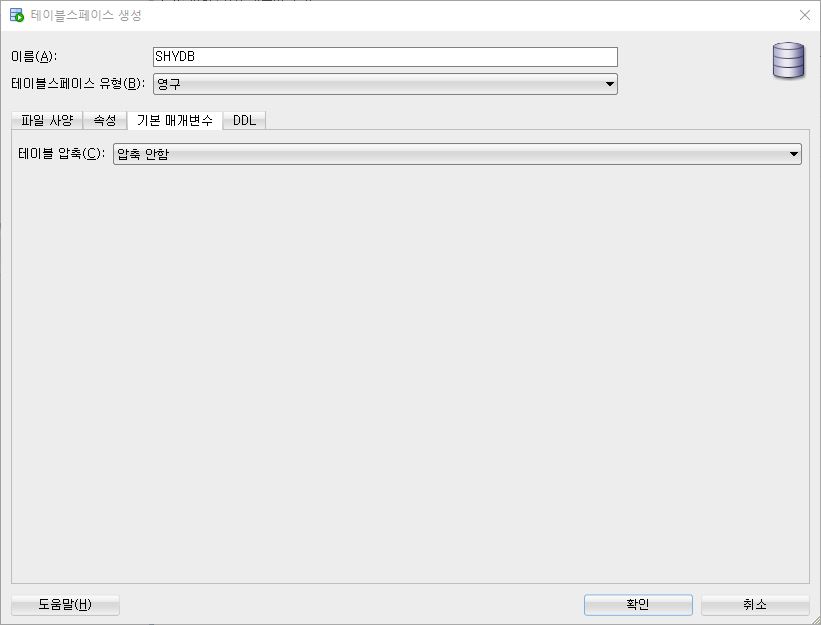 테이블스페이스 생성
이름(A): SHYDB
테이블스페이스 유형(B): 영구
파일 사양 속성 기본 매개변수 DDL
테이블 압축(C): 압축 안함
도움말(H) 확인 취소